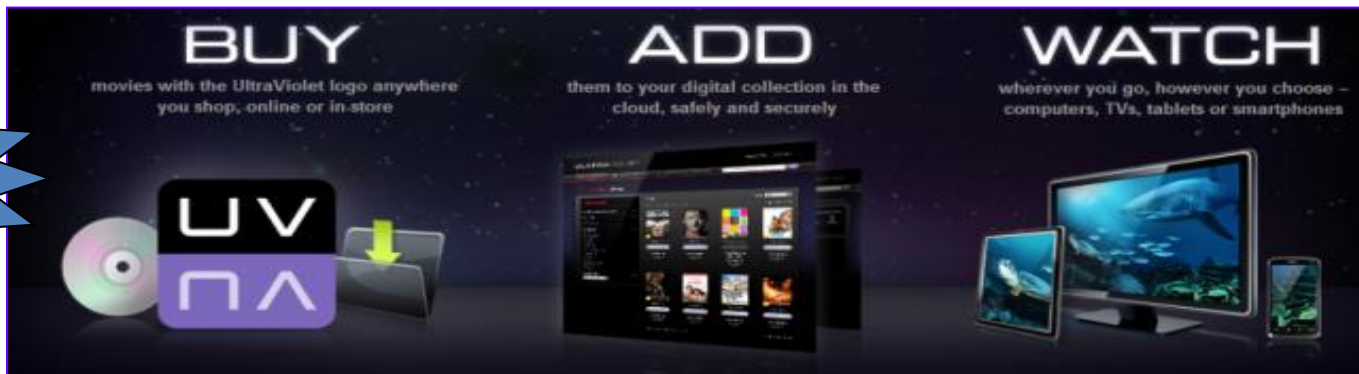 BUY
movies with the UltraViolet logo anywhere
you shop, online or in-store
UV
ADD
them to your digital collection in the
cloud, safely and securely
WATCH
wherever you go, however you choose –
computers, TVs, tablets or smartphones